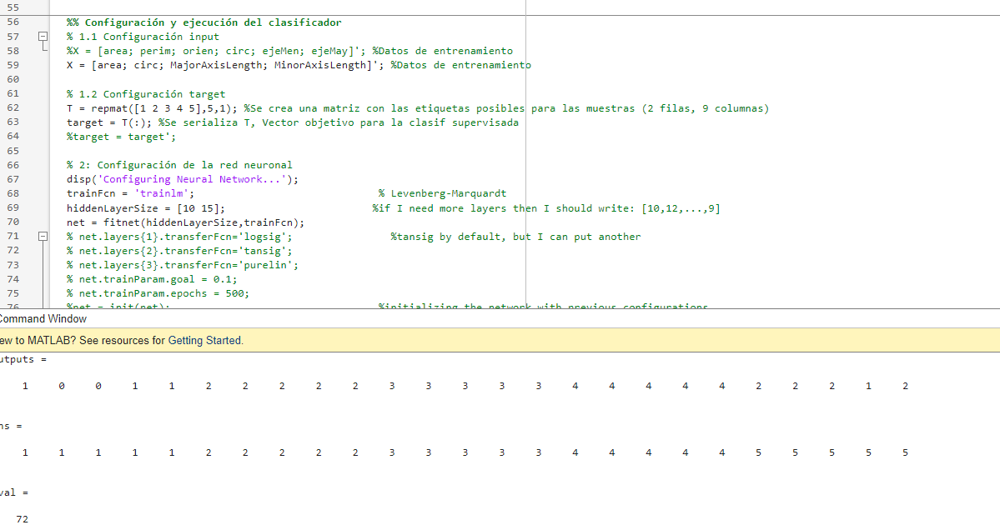 55
56 %% Configuración y ejecución del clasificador
57 % 1.1 Configuración input
58 %X = [area; perim; orien; circ; ejeMen; ejeMay]'; %Datos de entrenamiento
59 X = [area; circ; MajorAxisLength; MinorAxisLength]'; %Datos de entrenamiento
60
61 % 1.2 Configuración target
62 T = repmat([1 2 3 4 5],5,1); %Se crea una matriz con las etiquetas posibles para las muestras (2 filas, 9 columnas)
63 target = T(:); %Se serializa T, Vector objetivo para la clasif supervisada
64 %target = target';
65
66 % 2: Configuración de la red neuronal
67 disp('Configuring Neural Network...');
68 trainFcn = 'trainlm'; % Levenberg-Marquardt
69 hiddenLayerSize = [10 15]; %if I need more layers then I should write: [10,12,...,9]
70 net = fitnet(hiddenLayerSize,trainFcn);
71 % net.layers{1}.transferFcn='logsig'; %tansig by default, but I can put another
72 % net.layers{2}.transferFcn='tansig';
73 % net.layers{3}.transferFcn='purelin';
74 % net.trainParam.goal = 0.1;
75 % net.trainParam.epochs = 500;
76 %net = init(net); %initializing the network with previous configurations
Command Window
ew to MATLAB? See resources for Getting Started.
utputs =
1 0 0 1 1 2 2 2 2 2 3 3 3 3 3 4 4 4 4 4 2 2 2 1 2
ns =
1 1 1 1 1 2 2 2 2 2 3 3 3 3 3 4 4 4 4 4 5 5 5 5 5
val =
72